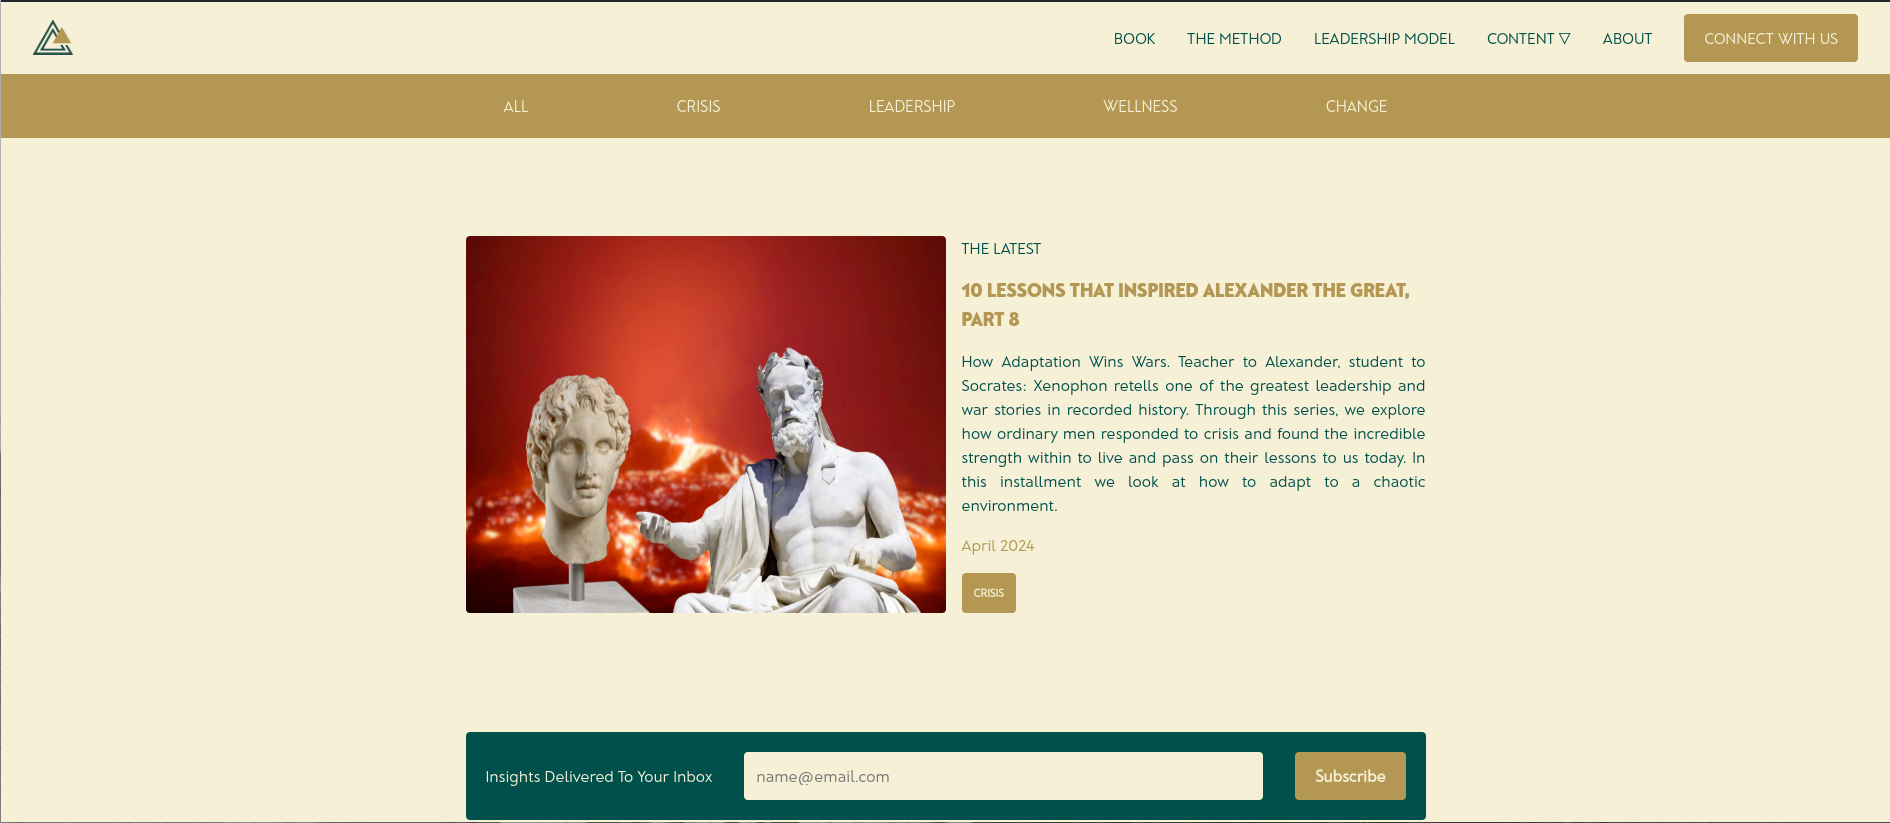 BOOK
THE METHOD
LEADERSHIP MODEL
CONTENT ▽
ABOUT
CONNECT WITH US
ALL
CRISIS
LEADERSHIP
WELLNESS
CHANGE
THE LATEST
10 LESSONS THAT INSPIRED ALEXANDER THE GREAT,
PART 8
How Adaptation Wins Wars. Teacher to Alexander, student to
Socrates: Xenophon retells one of the greatest leadership and
war stories in recorded history. Through this series, we explore
how ordinary men responded to crisis and found the incredible
strength within to live and pass on their lessons to us today. In
this installment we look at how to adapt to a chaotic
environment.
April 2024
CRISIS
Insights Delivered To Your Inbox
name@email.com
Subscribe